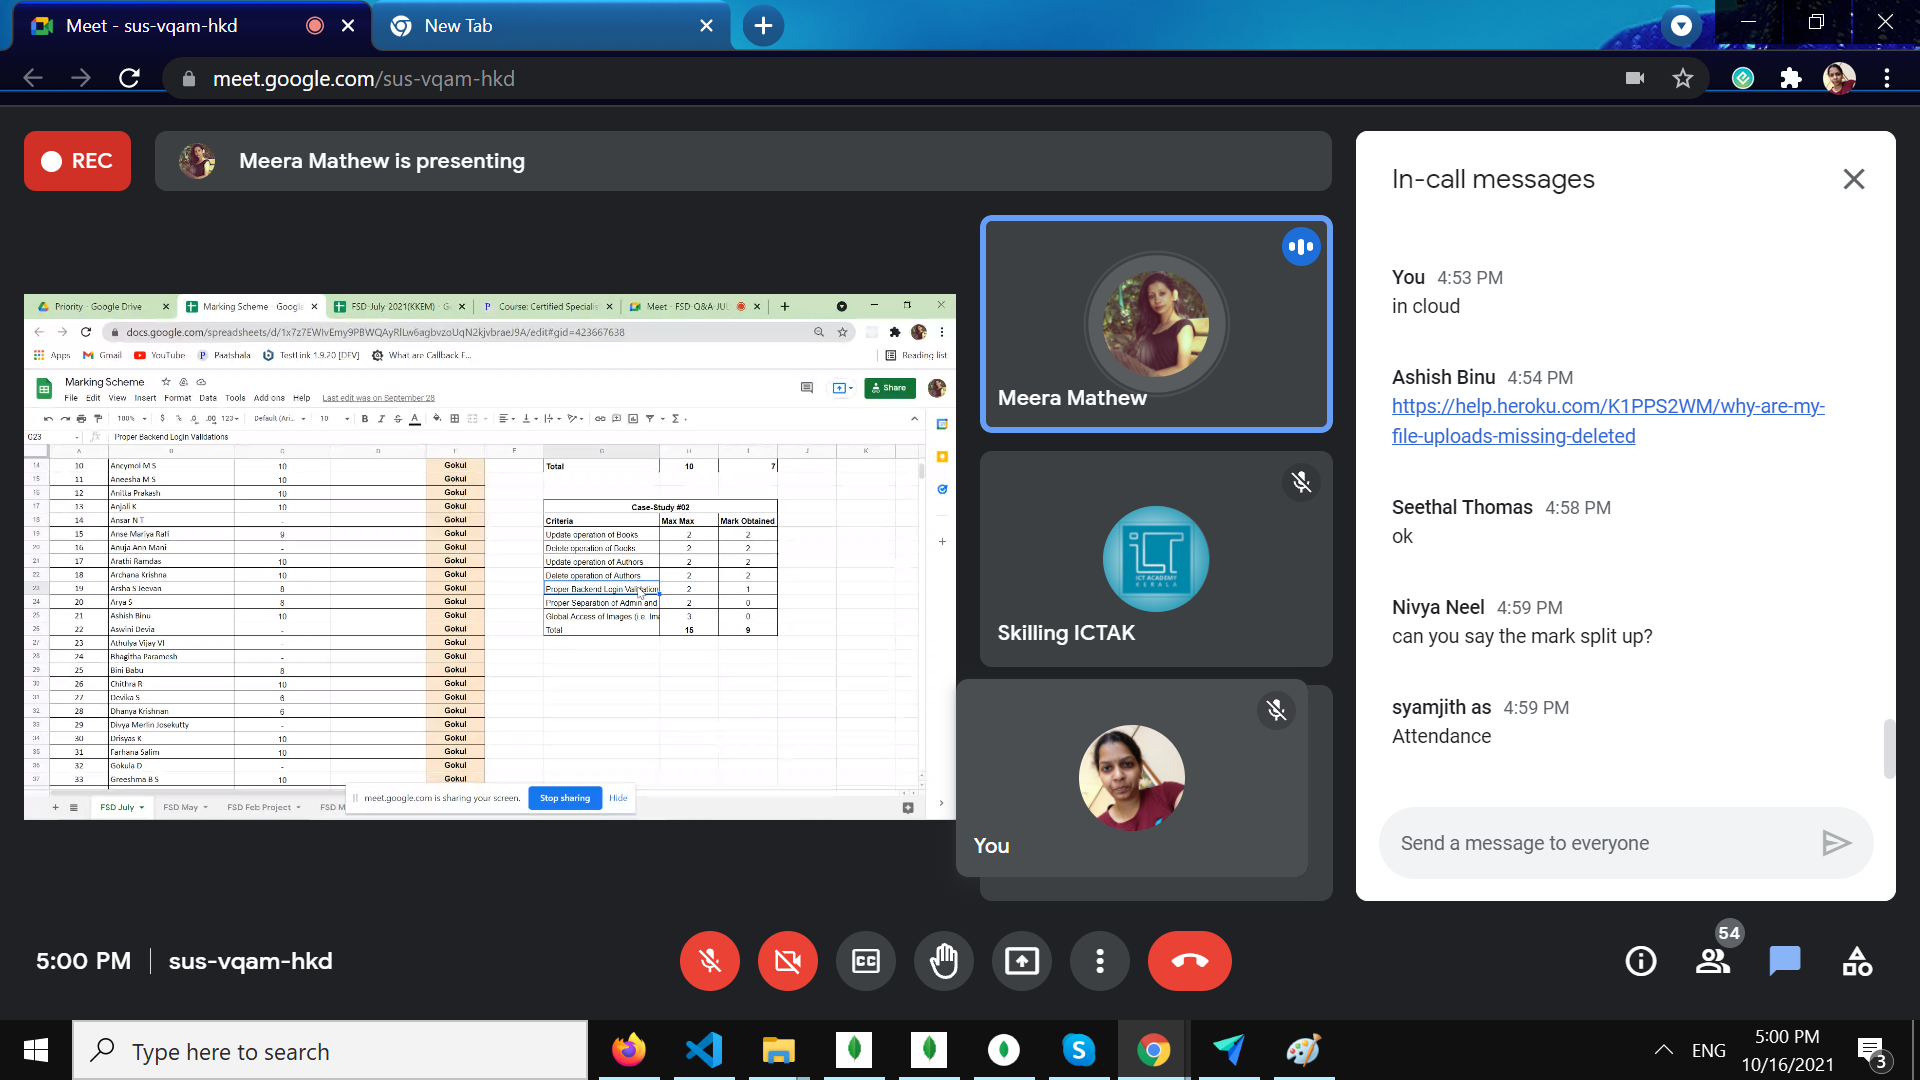 Meet - sus-vqam-hkd
New Tab
meet.google.com/sus-vqam-hkd
REC
Meera Mathew is presenting
Priority - Google Drive
Marking Scheme - Google
FSD-July-2021(KKEM) - G
Course: Certified Specialis
Meet - FSD-Q&A JUL
Apps
Gmail
YouTube
Paatshala
TestLink 1.9.20 [DEV]
What are Callback F...
Reading list
Marking Scheme
Share
File Edit View Insert Format Data Tools Add-ons Help Last edit was on September 28
100% $ % .0 .00 123 Default (Ari... 10
G23 fx Proper Backend Login Validations
A B C D E F G H I J K
14 10 Ancymol M S 10 Gokul Total 10 7
15 11 Aneesha M S 10 Gokul
16 12 Anitta Prakash 10 Gokul
17 13 Anjali K 10 Gokul Case-Study #02
18 14 Ansar N T - Gokul Criteria Max Max Mark Obtained
19 15 Anse Mariya Rafi 9 Gokul Update operation of Books 2 2
20 16 Anuja Ann Mani - Gokul Delete operation of Books 2 2
21 17 Arathi Ramdas 10 Gokul Update operation of Authors 2 2
22 18 Archana Krishna 10 Gokul Delete operation of Authors 2 2
23 19 Arsha S Jeevan 8 Gokul Proper Backend Login Validation 2 1
24 20 Arya S 8 Gokul Proper Separation of Admin and 2 0
25 21 Ashish Binu 10 Gokul Global Access of Images (i.e. Ima 3 0
26 22 Aswini Devia - Gokul Total 15 9
27 23 Athulya Vijay VI - Gokul
28 24 Bhagitha Paramesh - Gokul
29 25 Bini Babu 8 Gokul
30 26 Chithra R 10 Gokul
31 27 Devika S 6 Gokul
32 28 Dhanya Krishnan 6 Gokul
33 29 Divya Merlin Josekutty - Gokul
34 30 Drisyas K 10 Gokul
35 31 Farhana Salim 10 Gokul
36 32 Gokula D - Gokul
37 33 Greeshma B S 10 Gokul
meet.google.com is sharing your screen. Stop sharing Hide
FSD July FSD May FSD Feb Project FSD M
Meera Mathew
ICT ACADEMY
KERALA
Skilling ICTAK
You
In-call messages
You 4:53 PM
in cloud
Ashish Binu 4:54 PM
https://help.heroku.com/K1PPS2WM/why-are-my-
file-uploads-missing-deleted
Seethal Thomas 4:58 PM
ok
Nivya Neel 4:59 PM
can you say the mark split up?
syamjith as 4:59 PM
Attendance
Send a message to everyone
5:00 PM | sus-vqam-hkd
CC
54
Type here to search
ENG
5:00 PM
10/16/2021
3